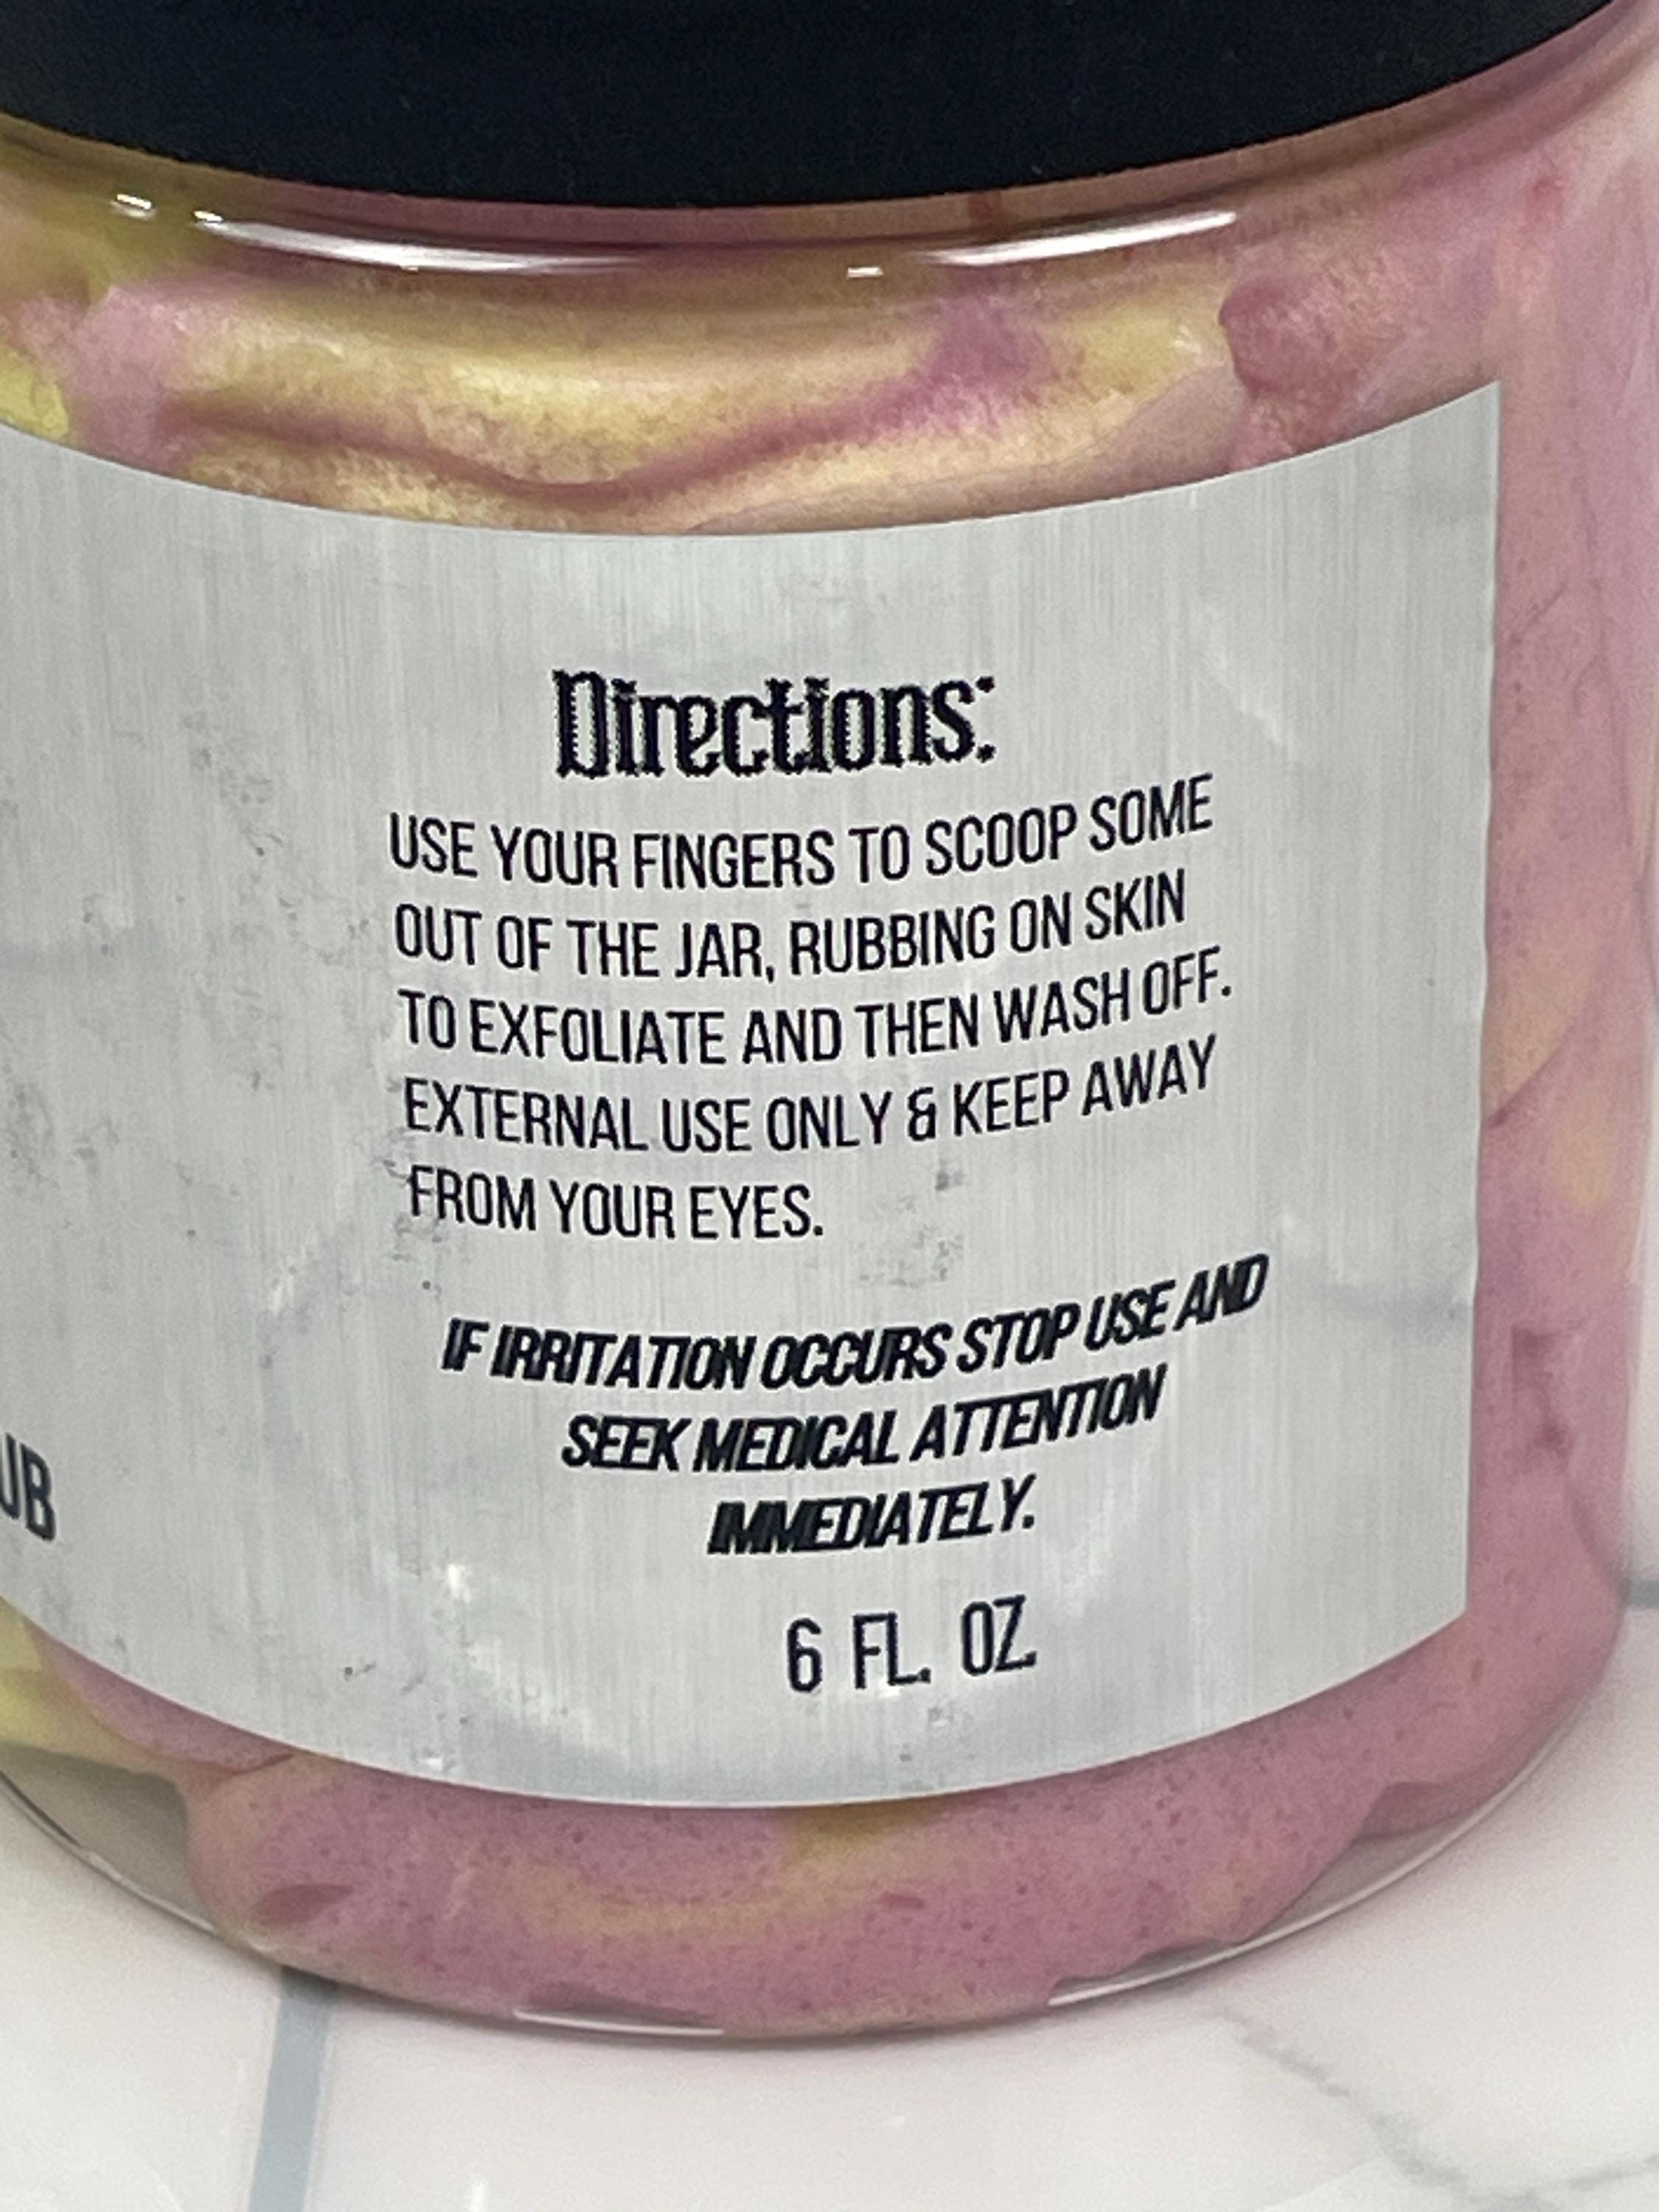 Directions:
USE YOUR FINGERS TO SCOOP SOME
OUT OF THE JAR, RUBBING ON SKIN
TO EXFOLIATE AND THEN WASH OFF.
EXTERNAL USE ONLY & KEEP AWAY
FROM YOUR EYES.
IF IRRITATION OCCURS STOP USE AND
SEEK MEDICAL ATTENTION
IMMEDIATELY.
UB
6 FL. OZ.